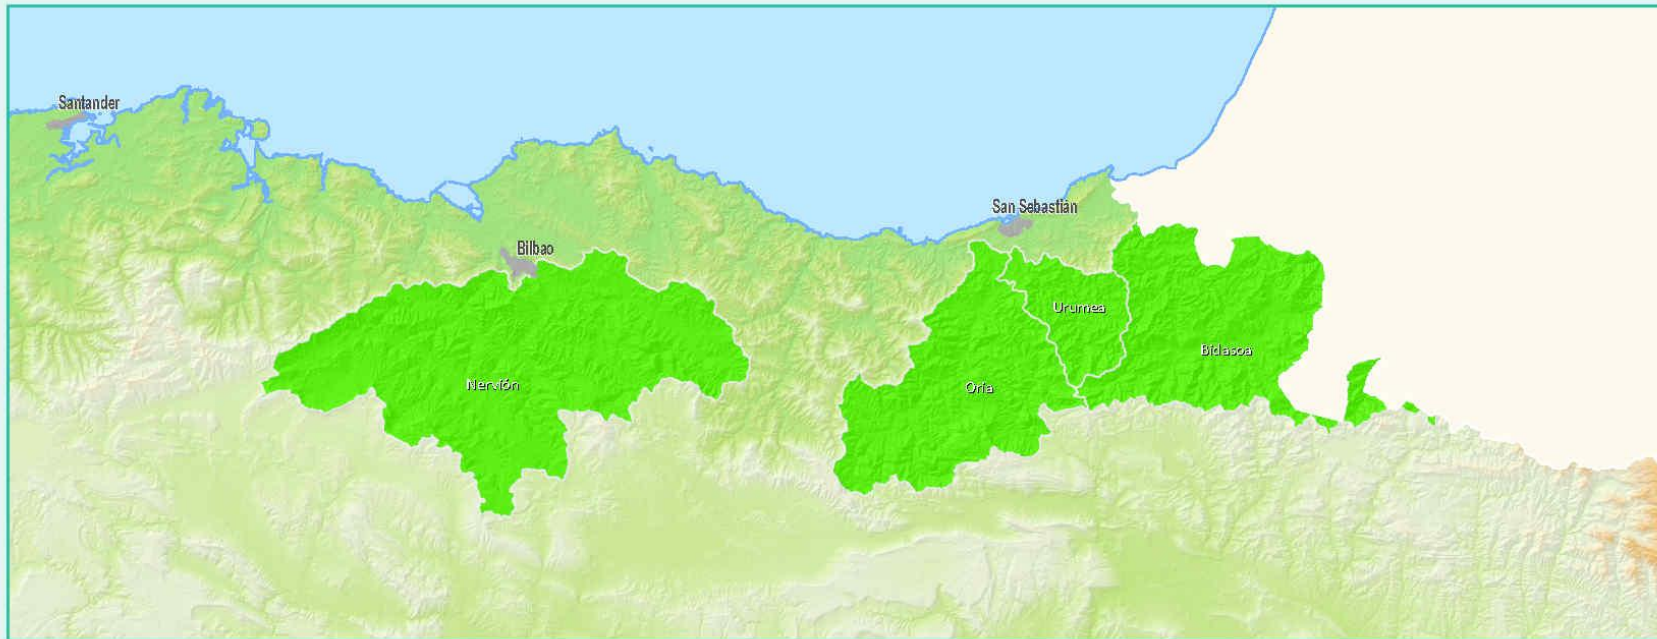 Santander
San Sebastián
Bilbao
Urumea
Bidasoa
Nervión
Oria